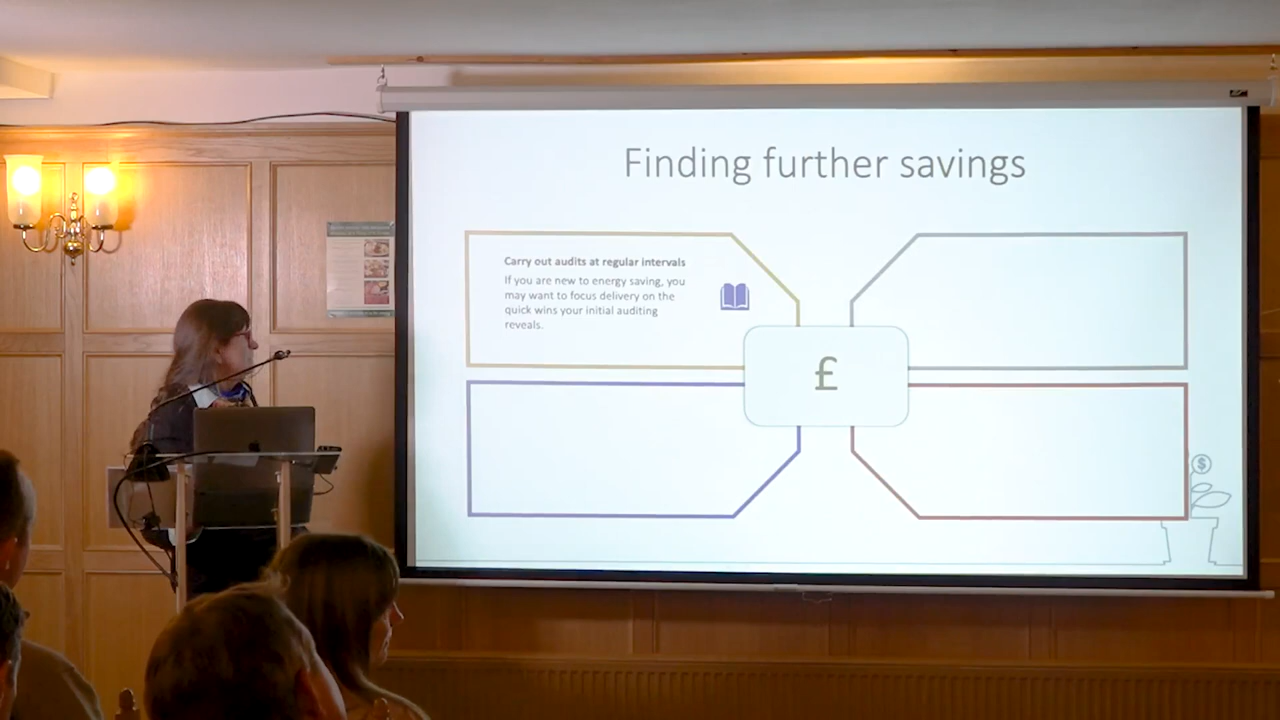 Finding further savings
Carry out audits at regular intervals
If you are new to energy saving, you
may want to focus delivery on the
quick wins your initial auditing
reveals.
£
$